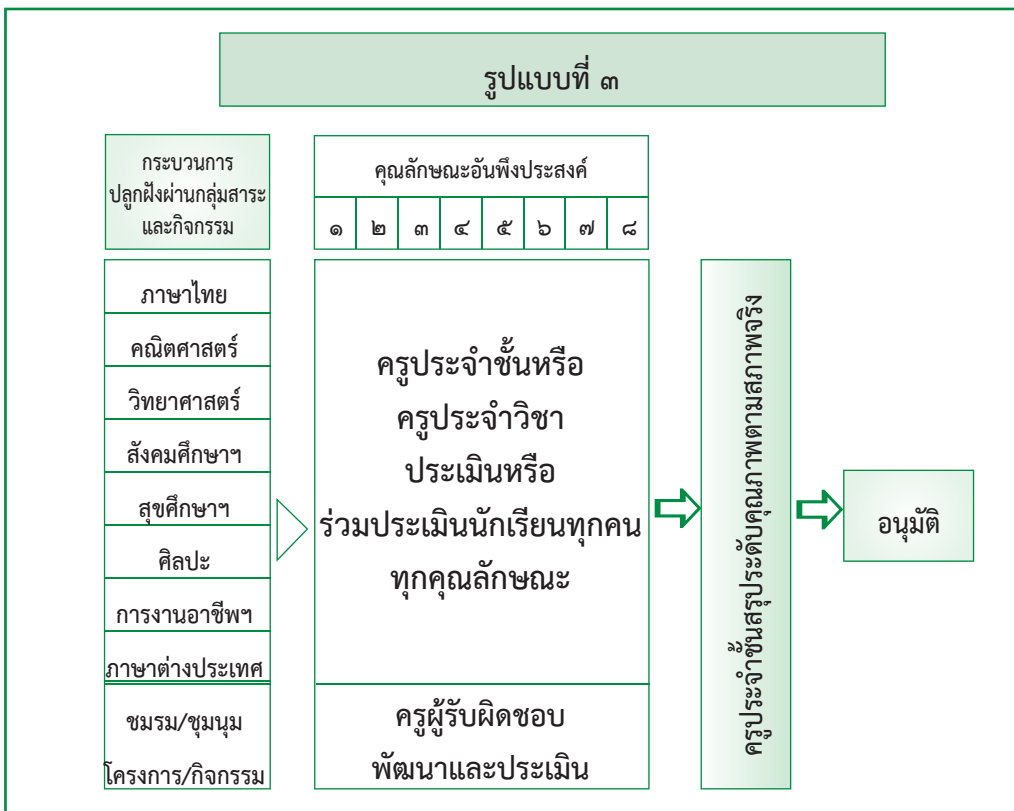 รูปแบบที่ ๓
กระบวนการ
ปลูกฝังผ่านกลุ่มสาระ
และกิจกรรม
คุณลักษณะอันพึงประสงค์
๑ ๒ ๓ ๔ ๕ ๖ ๗ ๘
ภาษาไทย
คณิตศาสตร์
วิทยาศาสตร์
สังคมศึกษาฯ
สุขศึกษาฯ
ศิลปะ
การงานอาชีพฯ
ภาษาต่างประเทศ
ชมรม/ชุมนุม
โครงการ/กิจกรรม
ครูประจำชั้นหรือ
ครูประจำวิชา
ประเมินหรือ
ร่วมประเมินนักเรียนทุกคน
ทุกคุณลักษณะ
ครูผู้รับผิดชอบ
พัฒนาและประเมิน
ครูประจำชั้นสรุประดับคุณภาพตามสภาพจริง
อนุมัติ